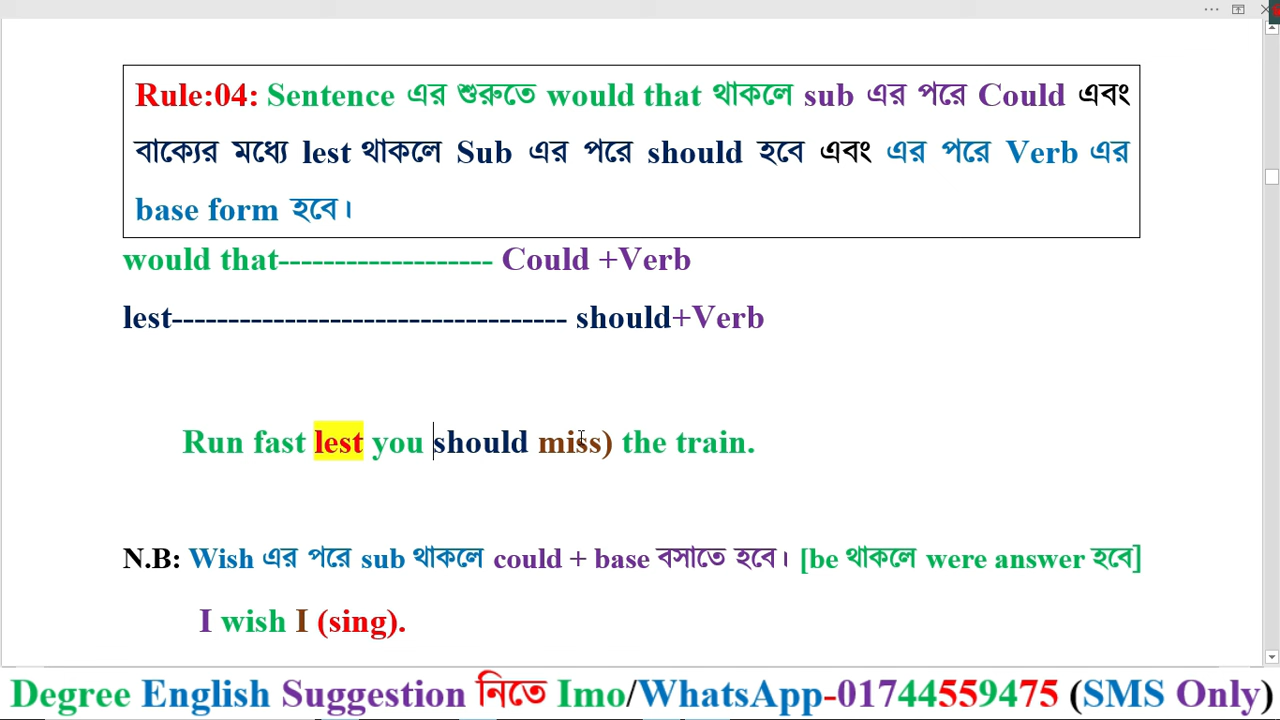 Rule:04: Sentence এর শুরুতে would that থাকলে sub এর পরে Could এবং
বাক্যের মধ্যে lest থাকলে Sub এর পরে should হবে এবং এর পরে Verb এর
base form হবে।
would that------------------- Could +Verb
lest----------------------------------- should+Verb
Run fast lest you should miss) the train.
N.B: Wish এর পরে sub থাকলে could + base বসাতে হবে। [be থাকলে were answer হবে]
I wish I (sing).
Degree English Suggestion নিতে Imo/WhatsApp-01744559475 (SMS Only)